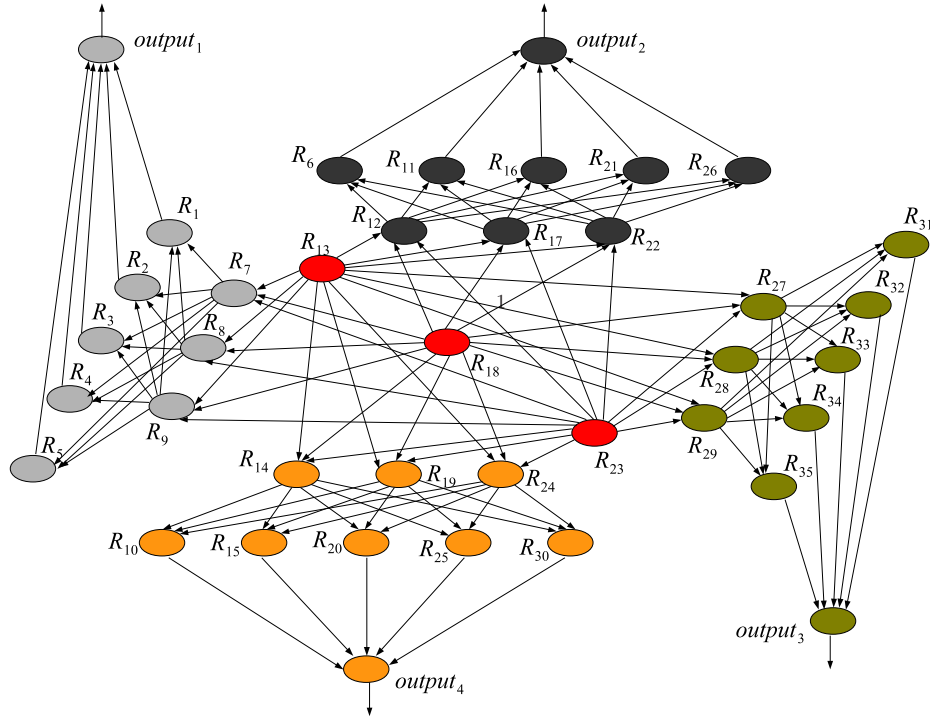 output₁
output₂
R₆
R₁₁
R₁₆
R₂₁
R₂₆
R₁
R₁₂
R₁₇
R₂₂
R₃₁
R₁₃
R₂
R₇
R₂₇
R₃₂
1
R₃
R₈
R₁₈
R₃₃
R₄
R₂₈
R₃₄
R₉
R₂₃
R₂₉
R₅
R₁₄
R₁₉
R₂₄
R₃₅
R₁₀
R₁₅
R₂₀
R₂₅
R₃₀
output₃
output₄